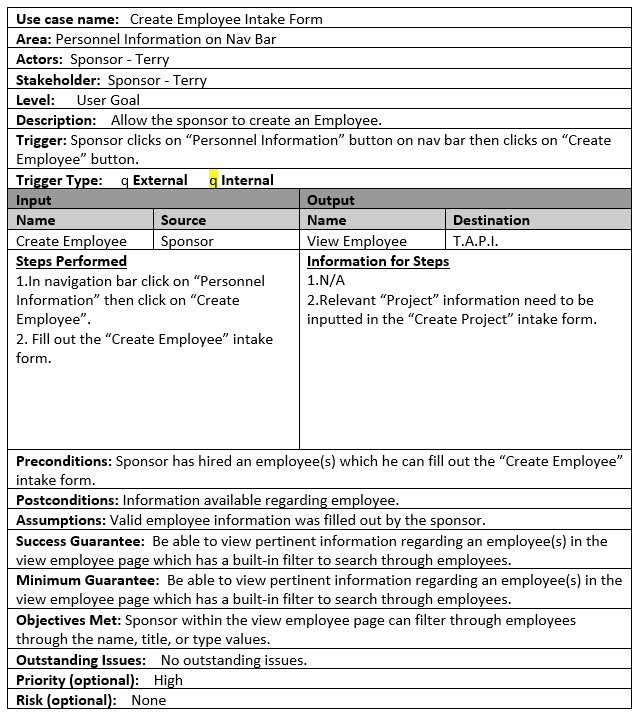 Use case name: Create Employee Intake Form
Area: Personnel Information on Nav Bar
Actors: Sponsor - Terry
Stakeholder: Sponsor - Terry
Level: User Goal
Description: Allow the sponsor to create an Employee.
Trigger: Sponsor clicks on “Personnel Information” button on nav bar then clicks on “Create
Employee” button.
Trigger Type: q External q Internal
Input Output
Name Source Name Destination
Create Employee Sponsor View Employee T.A.P.I.
Steps Performed
1.In navigation bar click on “Personnel
Information” then click on “Create
Employee”.
2. Fill out the “Create Employee” intake
form.
Information for Steps
1.N/A
2.Relevant “Project” information need to be
inputted in the “Create Project” intake form.
Preconditions: Sponsor has hired an employee(s) which he can fill out the “Create Employee”
intake form.
Postconditions: Information available regarding employee.
Assumptions: Valid employee information was filled out by the sponsor.
Success Guarantee: Be able to view pertinent information regarding an employee(s) in the
view employee page which has a built-in filter to search through employees.
Minimum Guarantee: Be able to view pertinent information regarding an employee(s) in the
view employee page which has a built-in filter to search through employees.
Objectives Met: Sponsor within the view employee page can filter through employees
through the name, title, or type values.
Outstanding Issues: No outstanding issues.
Priority (optional): High
Risk (optional): None